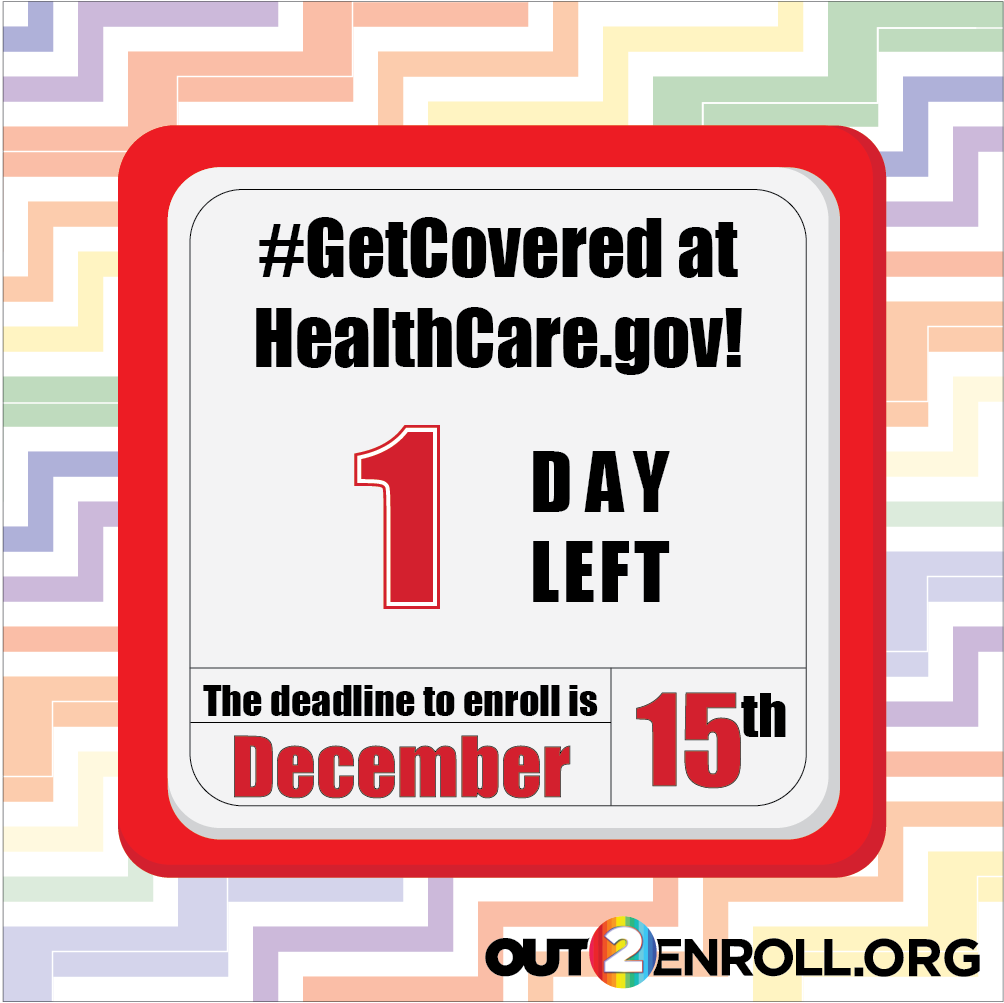 #GetCovered at
HealthCare.gov!
1 DAY
LEFT
The deadline to enroll is
December
15th
OUT2ENROLL.ORG